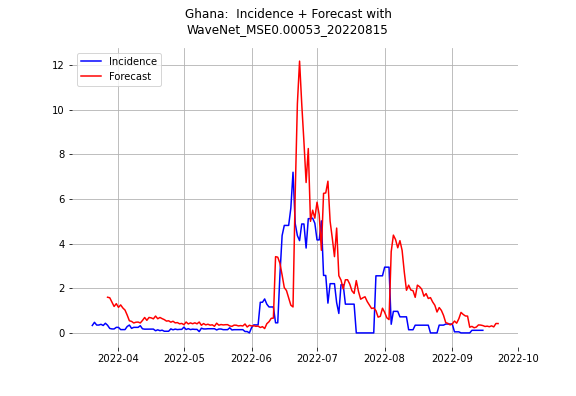 Ghana:  Incidence + Forecast with
WaveNet_MSE0.00053_20220815
Incidence
Forecast
12
10
8
6
4
2
0
2022-04 2022-05 2022-06 2022-07 2022-08 2022-09 2022-10